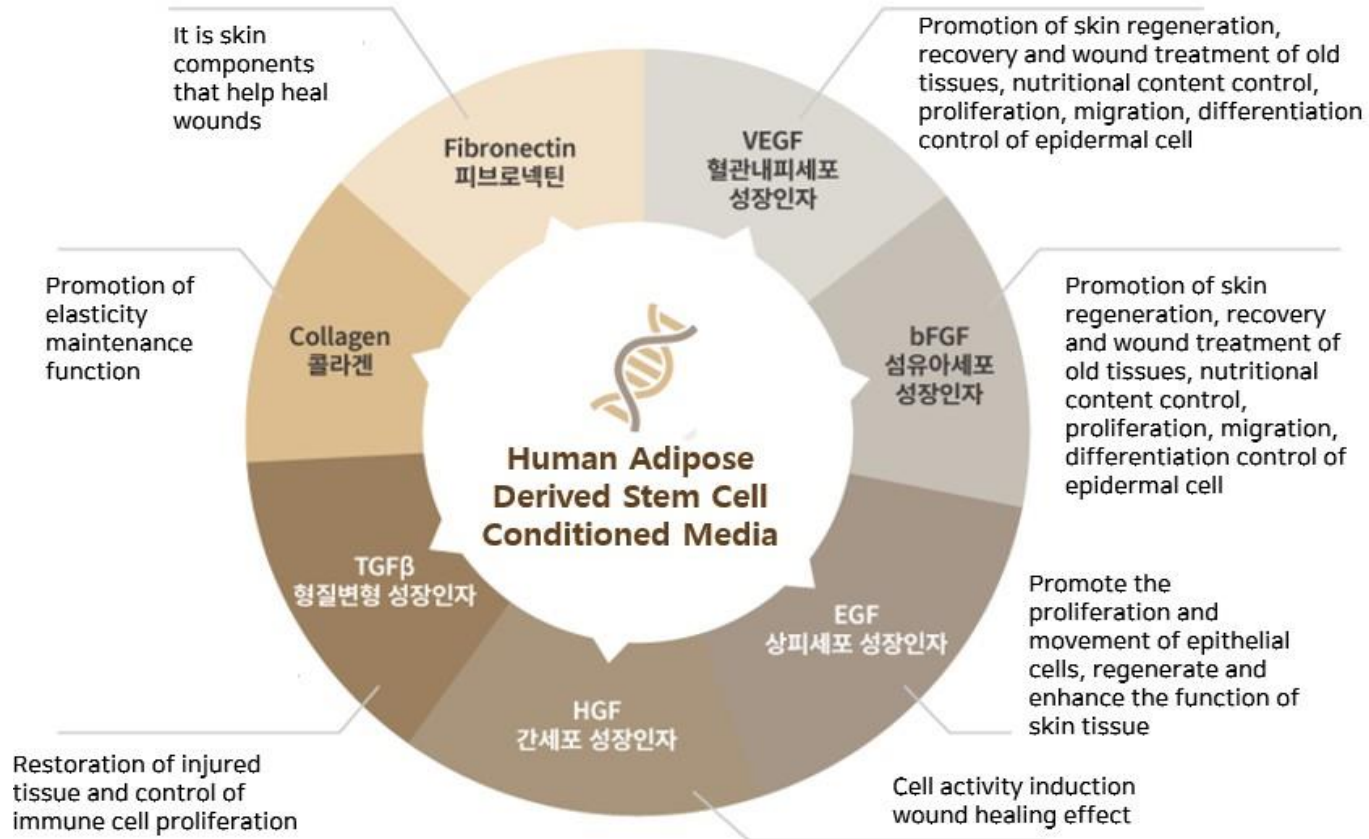 It is skin
components
that help heal
wounds
Promotion of skin regeneration,
recovery and wound treatment of old
tissues, nutritional content control,
proliferation, migration, differentiation
control of epidermal cell
Fibronectin
피브로넥틴
VEGF
혈관내피세포
성장인자
Promotion of
elasticity
maintenance
function
Collagen
콜라겐
bFGF
섬유아세포
성장인자
Promotion of skin
regeneration, recovery
and wound treatment of
old tissues, nutritional
content control,
proliferation, migration,
differentiation control of
epidermal cell
Human Adipose
Derived Stem Cell
Conditioned Media
TGFβ
형질변형 성장인자
EGF
상피세포 성장인자
Promote the
proliferation and
movement of epithelial
cells, regenerate and
enhance the function of
skin tissue
HGF
간세포 성장인자
Restoration of injured
tissue and control of
immune cell proliferation
Cell activity induction
wound healing effect